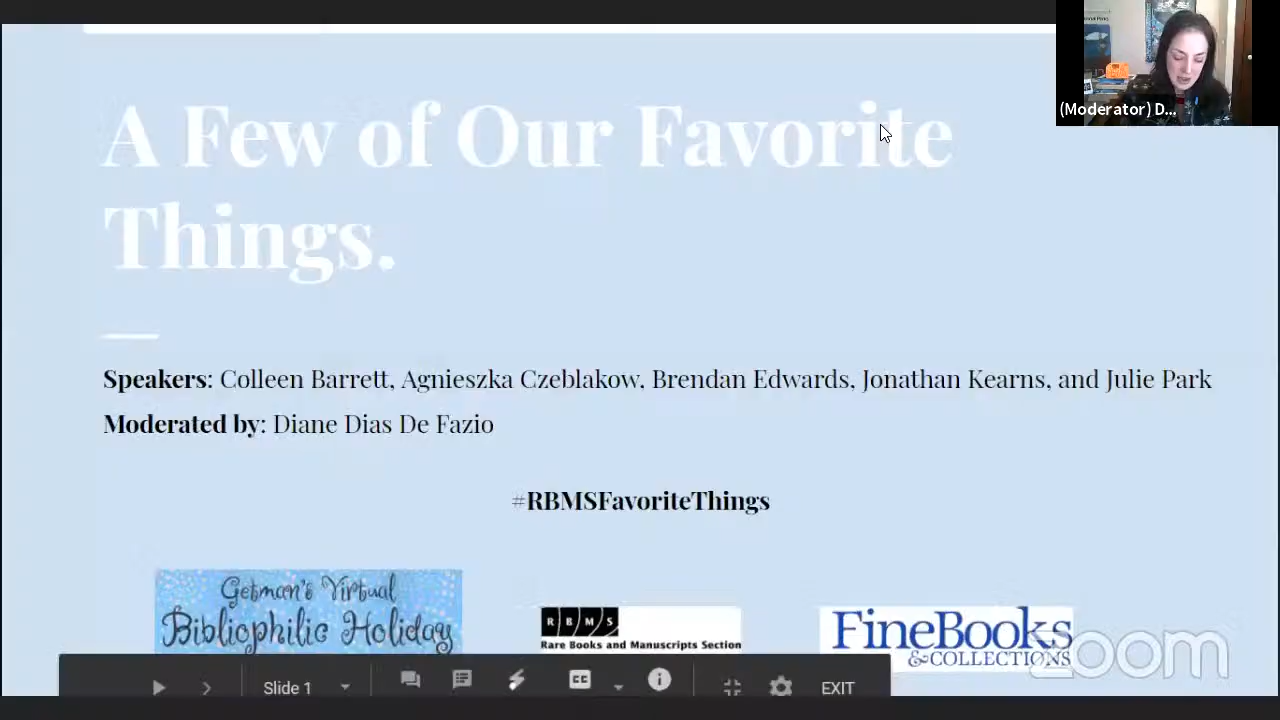 (Moderator) D...
A Few of Our Favorite
Things.
Speakers: Colleen Barrett, Agnieszka Czeblakow, Brendan Edwards, Jonathan Kearns, and Julie Park
Moderated by: Diane Dias De Fazio
#RBMSFavoriteThings
Getman's Virtual
Bibliophilic Holiday
RBMS
Rare Books and Manuscripts Section
FineBooks
& COLLECTIONS
zoom
Slide 1
CC
EXIT